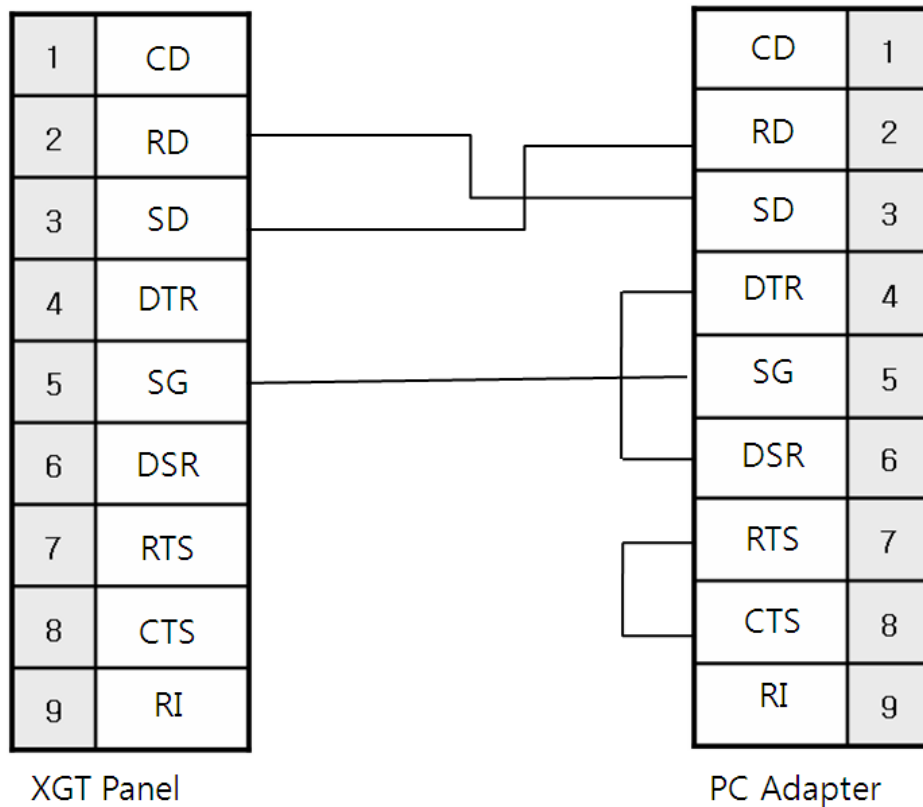 1 CD
2 RD
3 SD
4 DTR
5 SG
6 DSR
7 RTS
8 CTS
9 RI
XGT Panel
CD 1
RD 2
SD 3
DTR 4
SG 5
DSR 6
RTS 7
CTS 8
RI 9
PC Adapter